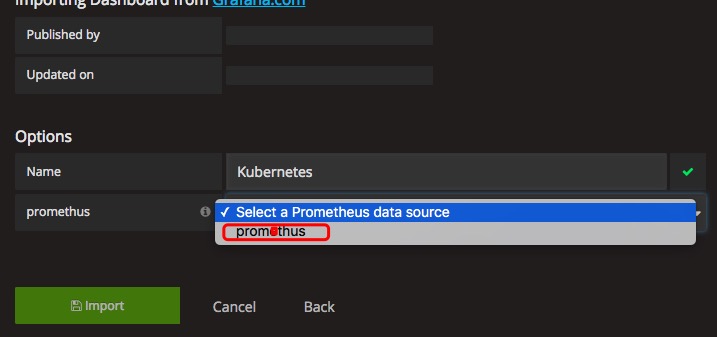 Importing Dashboard from Grafana.com
Published by
Updated on
Options
Name
Kubernetes
promethus
✓ Select a Prometheus data source
promethus
Import
Cancel
Back